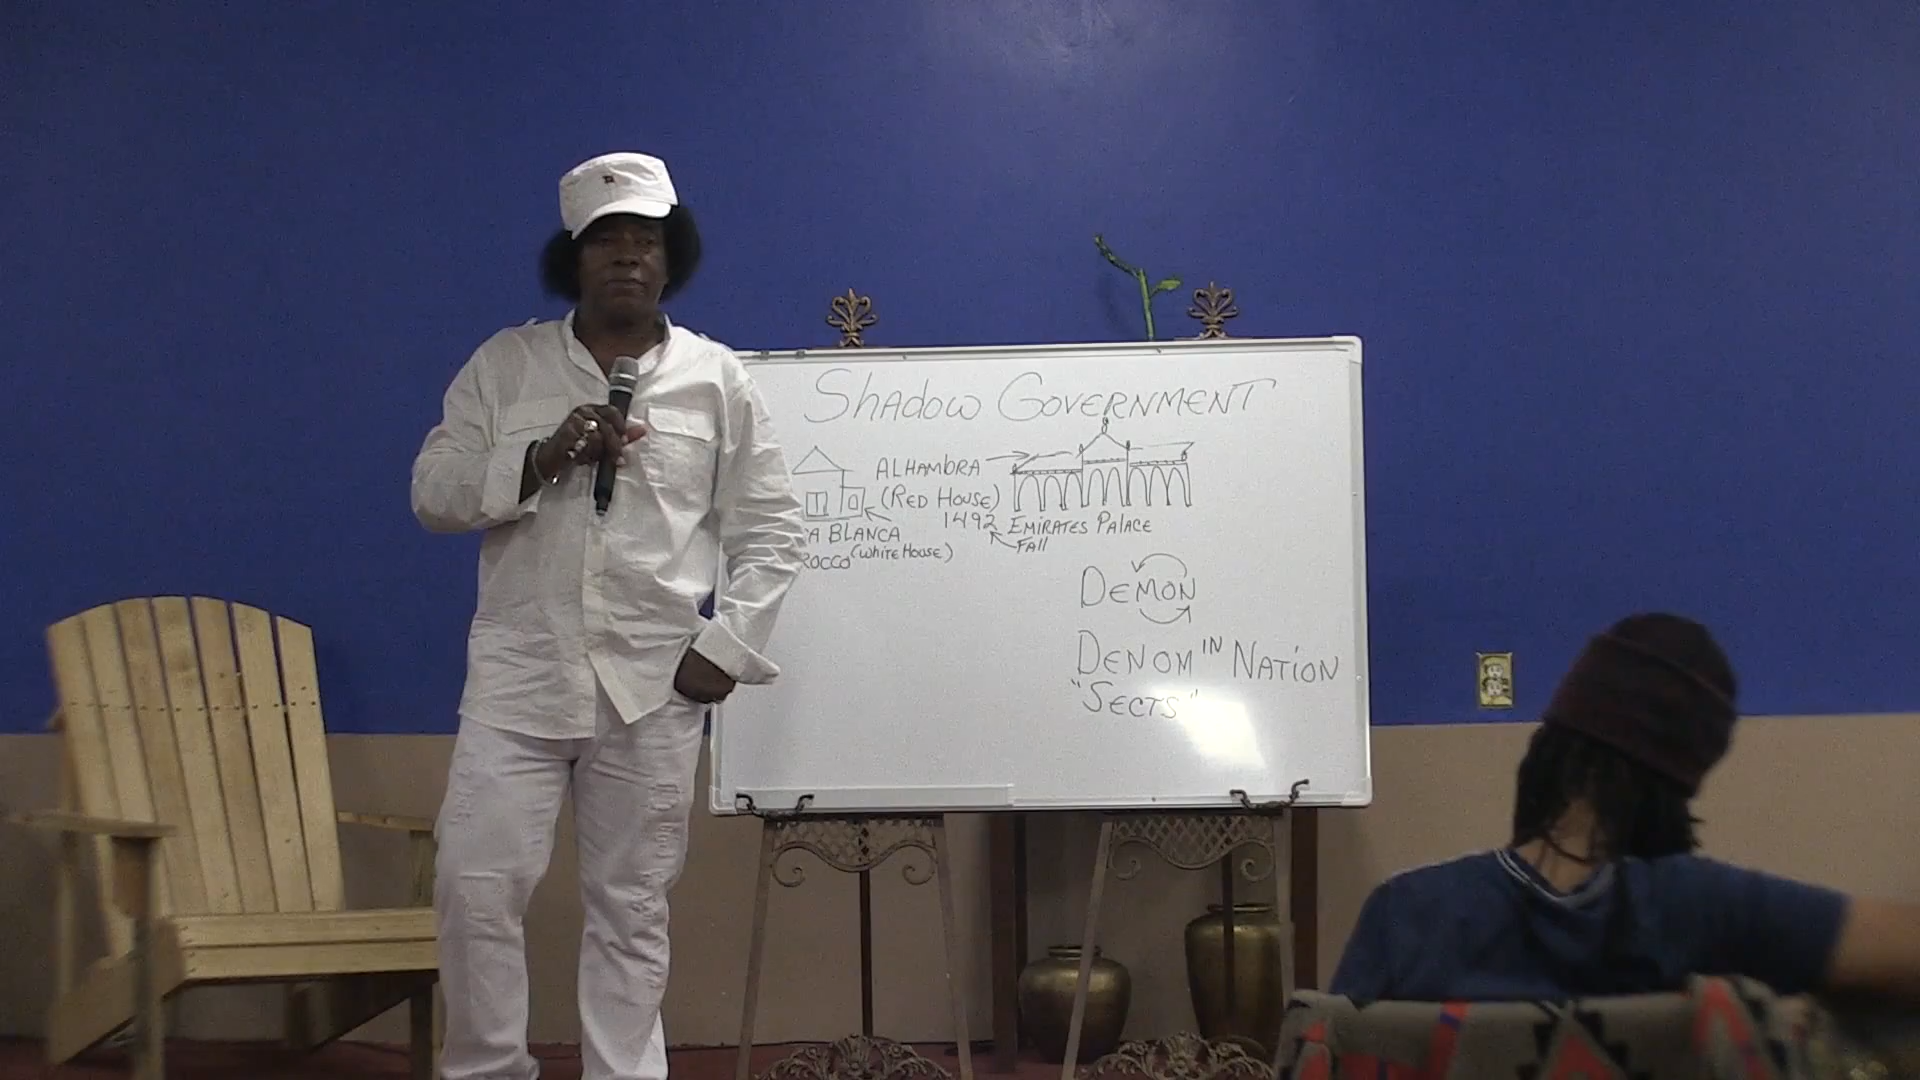 Shadow Government
Alhambra
(Red House)
1492
Emirates Palace
Fall
Blanca
(White House)
Demon
Denom in Nation
"Sects"